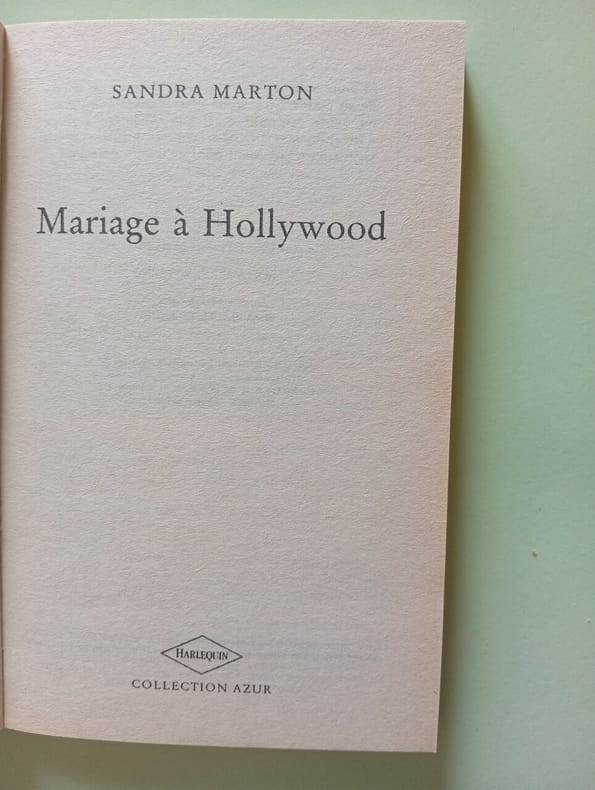 SANDRA MARTON
Mariage à Hollywood
HARLEQUIN
COLLECTION AZUR